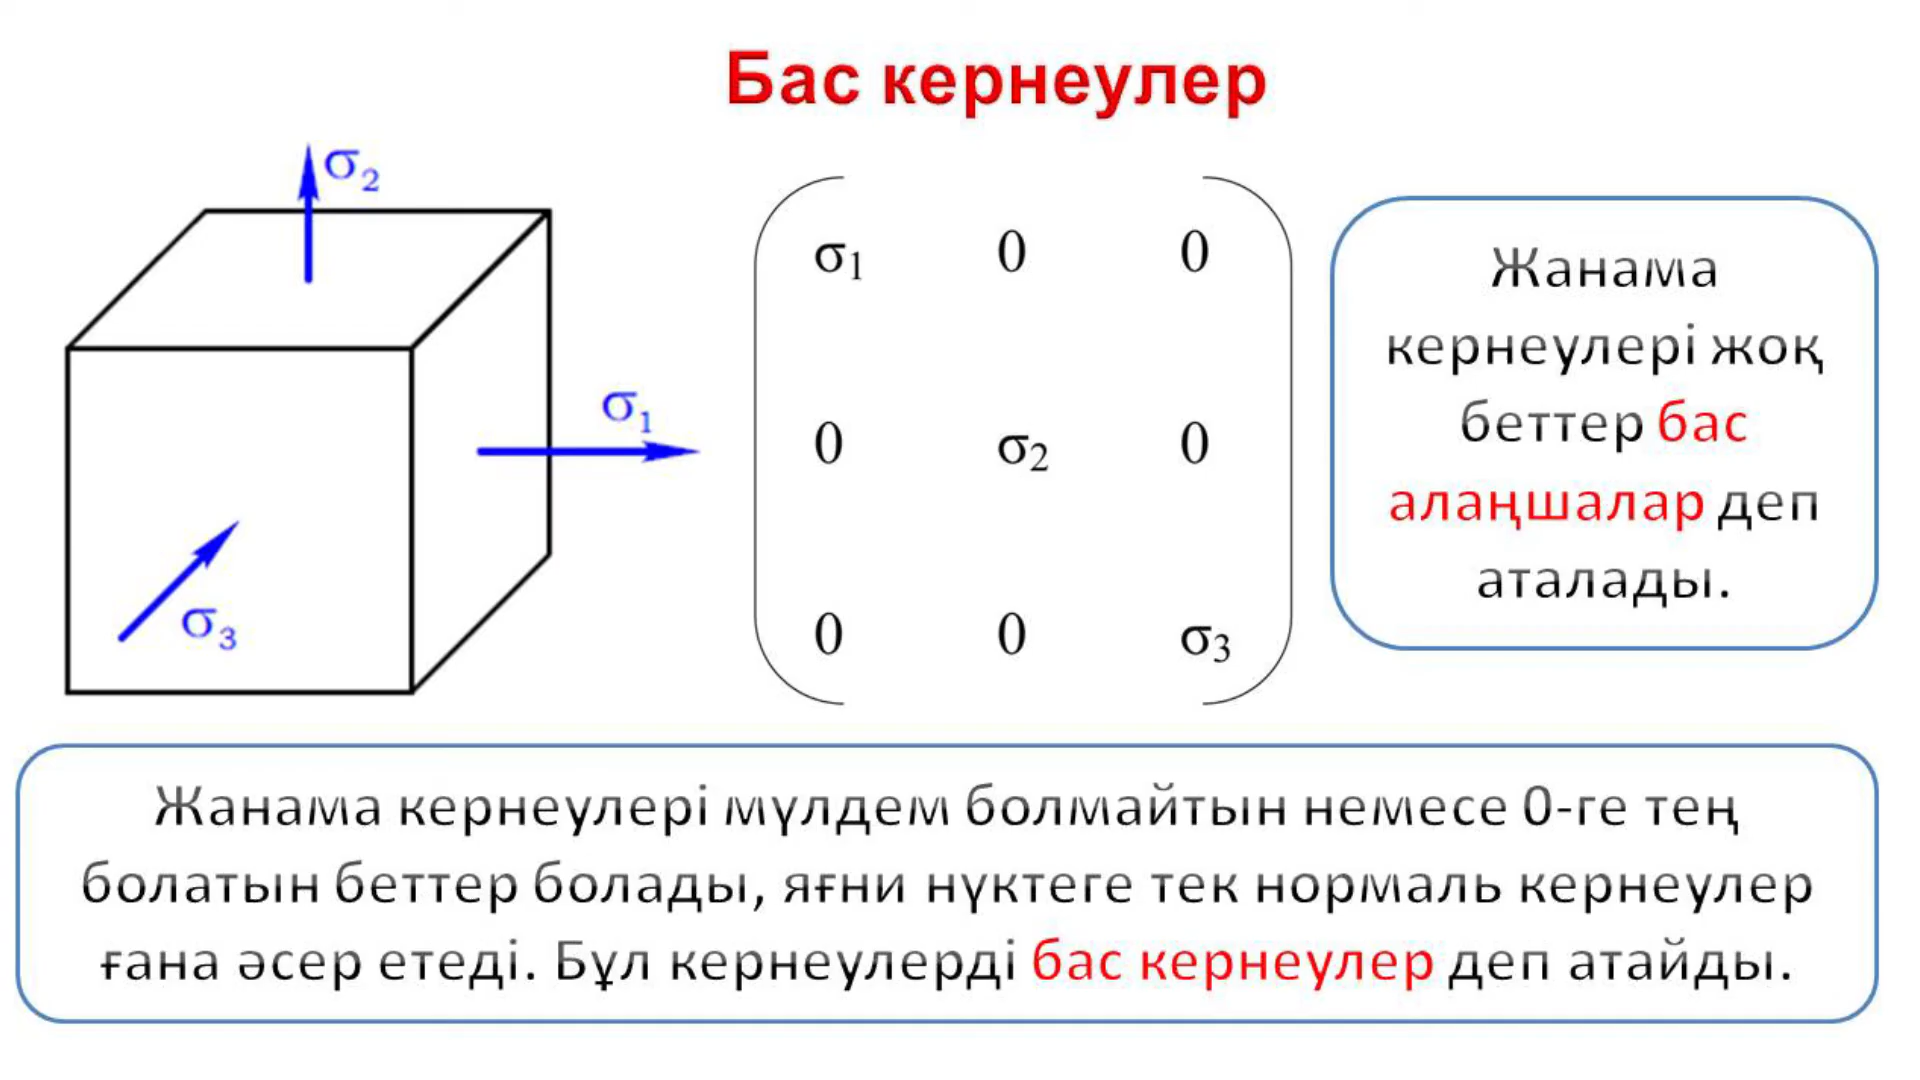 Бас кернеулер
σ2
σ1
σ3
σ1 0 0
0 σ2 0
0 0 σ3
Жанама
кернеулері жоқ
беттер бас
алаңшалар деп
аталады.
Жанама кернеулері мүлдем болмайтын немесе 0-ге тең
болатын беттер болады, яғни нүктеге тек нормаль кернеулер
ғана әсер етеді. Бұл кернеулерді бас кернеулер деп атайды.